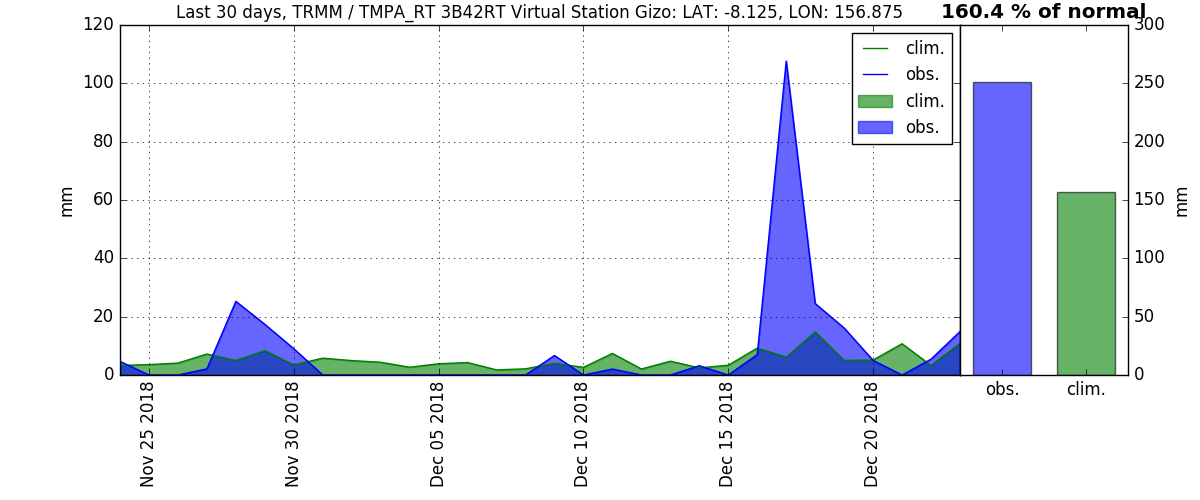 Last 30 days, TRMM / TMPA_RT 3B42RT Virtual Station Gizo: LAT: -8.125, LON: 156.875
160.4 % of normal
120
100
80
60
40
20
0
mm
clim.
obs.
clim.
obs.
300
250
200
150
100
50
0
mm
obs.
clim.
Nov 25 2018
Nov 30 2018
Dec 05 2018
Dec 10 2018
Dec 15 2018
Dec 20 2018